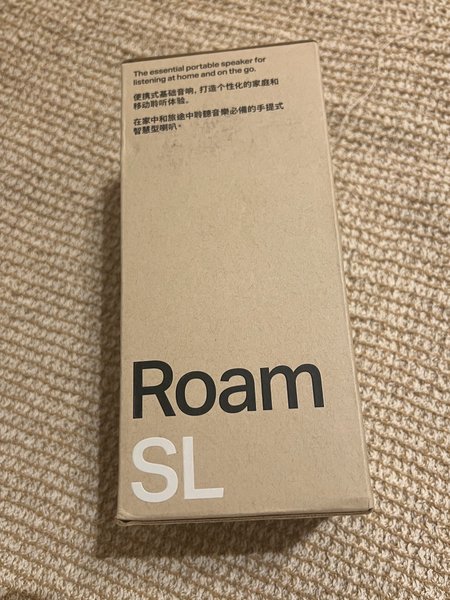 The essential portable speaker for
listening at home and on the go.
便携式基础音响，打造个性化的家庭和
移动聆听体验。
在家中和旅途中聆聽音樂必備的手提式
智慧型喇叭。
Roam
SL